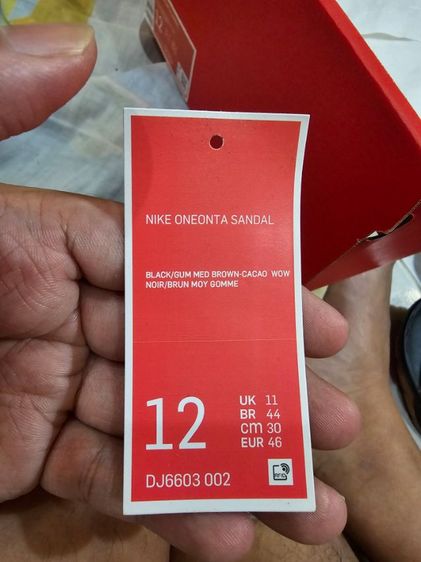 NIKE ONEONTA SANDAL
BLACK/GUM MED BROWN-CACAO WOW
NOIR/BRUN MOY GOMME
12
UK 11
BR 44
cm 30
EUR 46
DJ6603 002
RFID